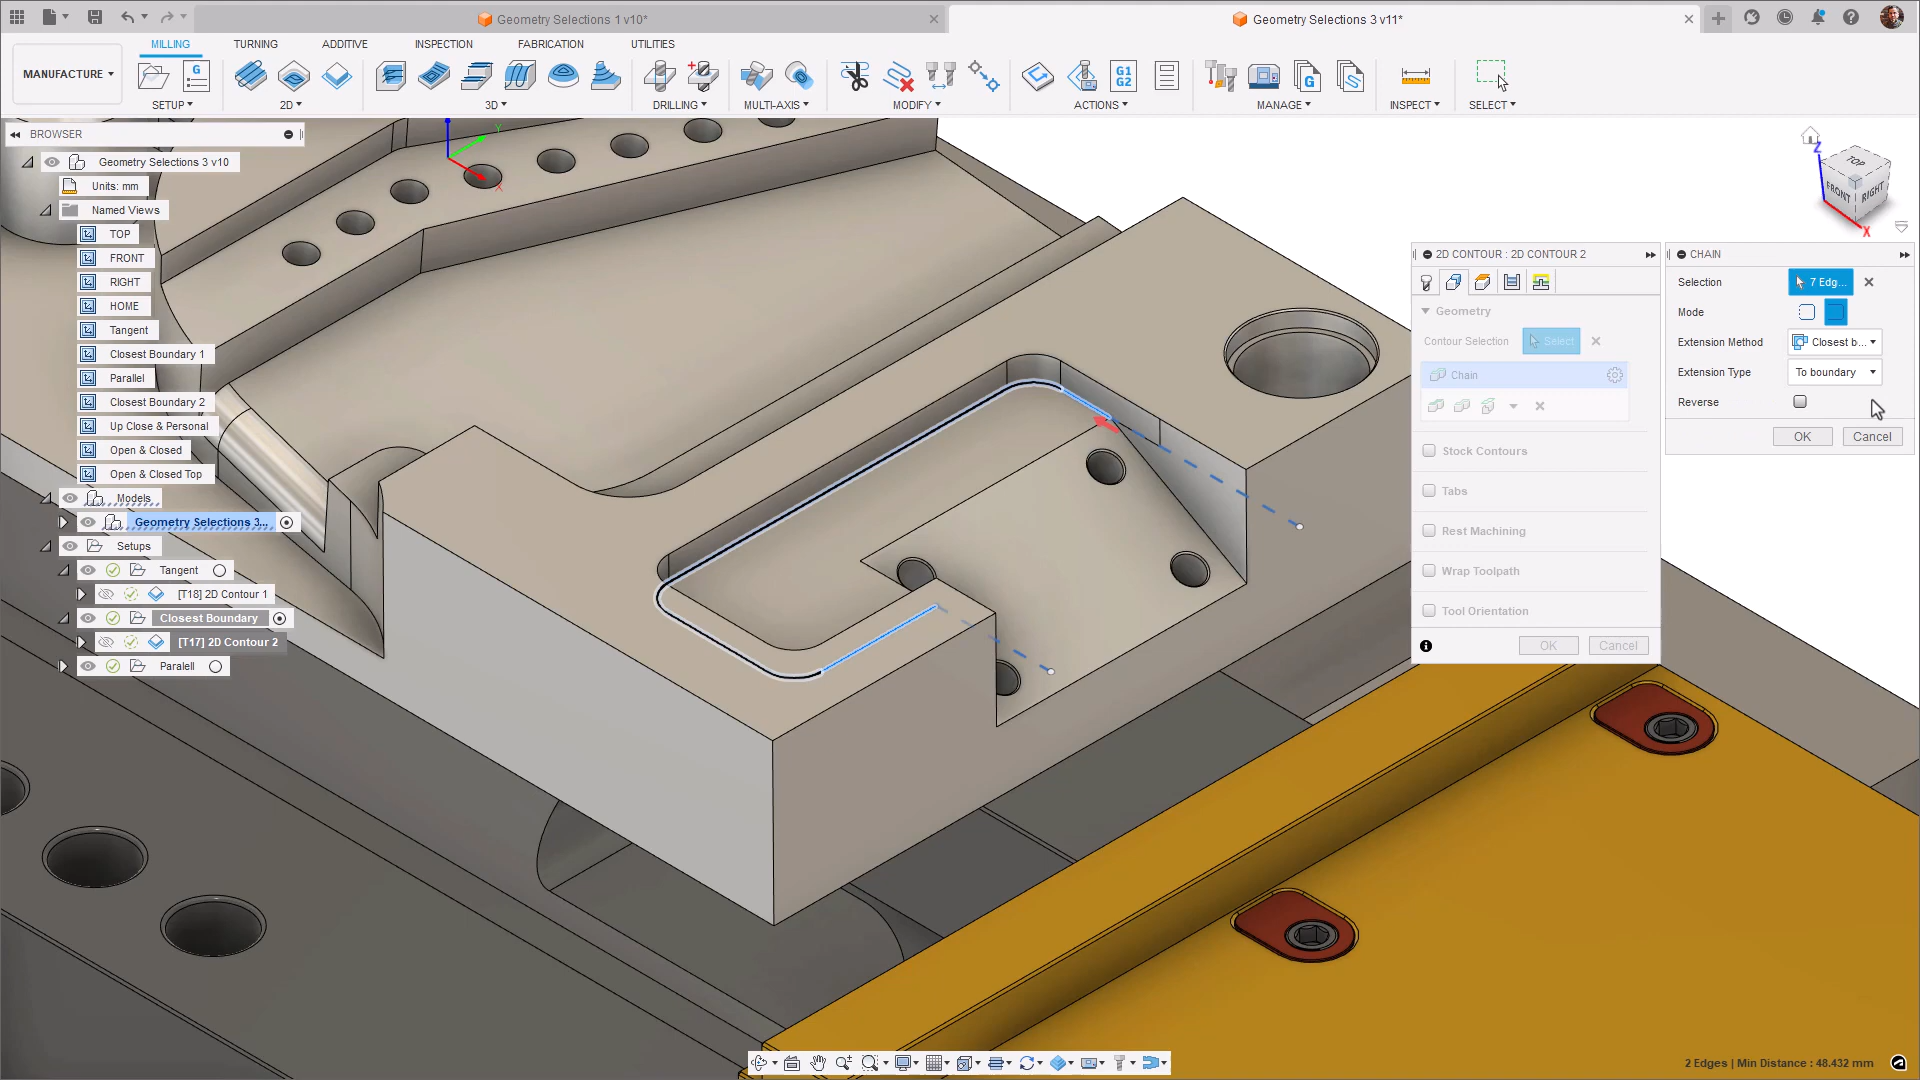 Geometry Selections 1 v10*
Geometry Selections 3 v11*
MANUFACTURE
MILLING
TURNING
ADDITIVE
INSPECTION
FABRICATION
UTILITIES
G
G1
G2
G
SETUP
2D
3D
DRILLING
MULTI-AXIS
MODIFY
ACTIONS
MANAGE
INSPECT
SELECT
BROWSER
Geometry Selections 3 v10
Units: mm
Named Views
TOP
FRONT
RIGHT
HOME
Tangent
Closest Boundary 1
Parallel
Closest Boundary 2
Up Close & Personal
Open & Closed
Open & Closed Top
Models
Geometry Selections 3...
Setups
Tangent
[T18] 2D Contour 1
Closest Boundary
[T17] 2D Contour 2
Paralell
Y
X
Z
TOP
FRONT
RIGHT
X
2D CONTOUR : 2D CONTOUR 2
Geometry
Contour Selection
Select
Chain
Stock Contours
Tabs
Rest Machining
Wrap Toolpath
Tool Orientation
OK
Cancel
CHAIN
Selection
7 Edg...
Mode
Extension Method
Closest b...
Extension Type
To boundary
Reverse
OK
Cancel
2 Edges | Min Distance : 48.432 mm